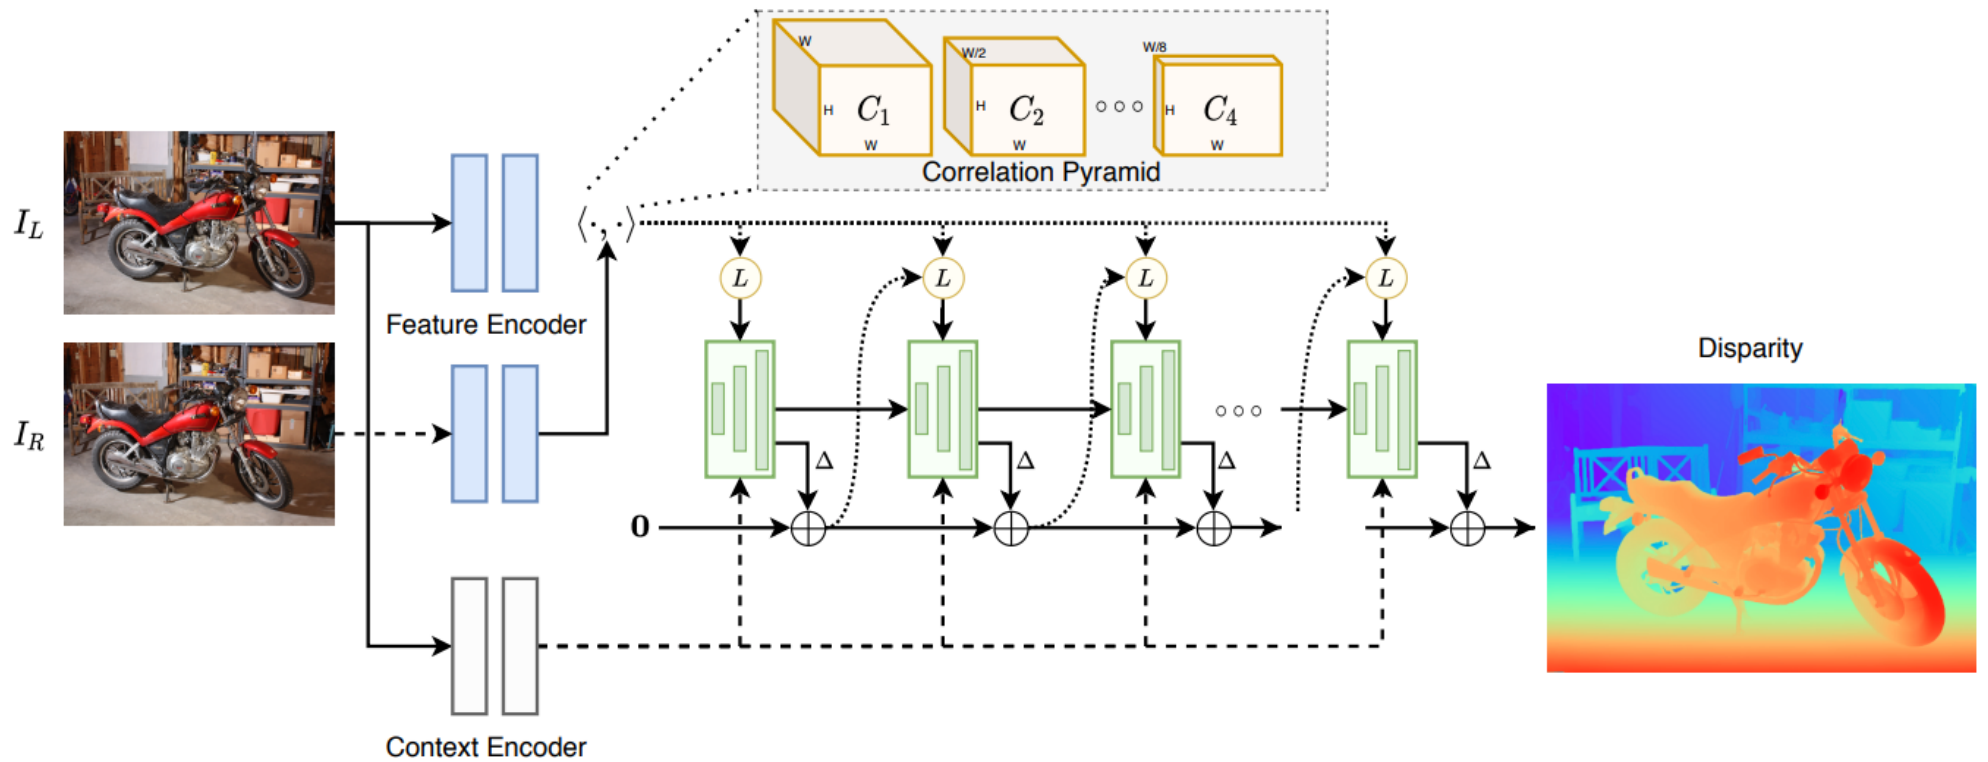 W
H
C₁
W
W/2
H
C₂
W
W/8
H
C₄
W
Correlation Pyramid
I_L
⟨·,·⟩
L
L
L
L
Feature Encoder
Disparity
I_R
Δ
Δ
Δ
Δ
0
Context Encoder